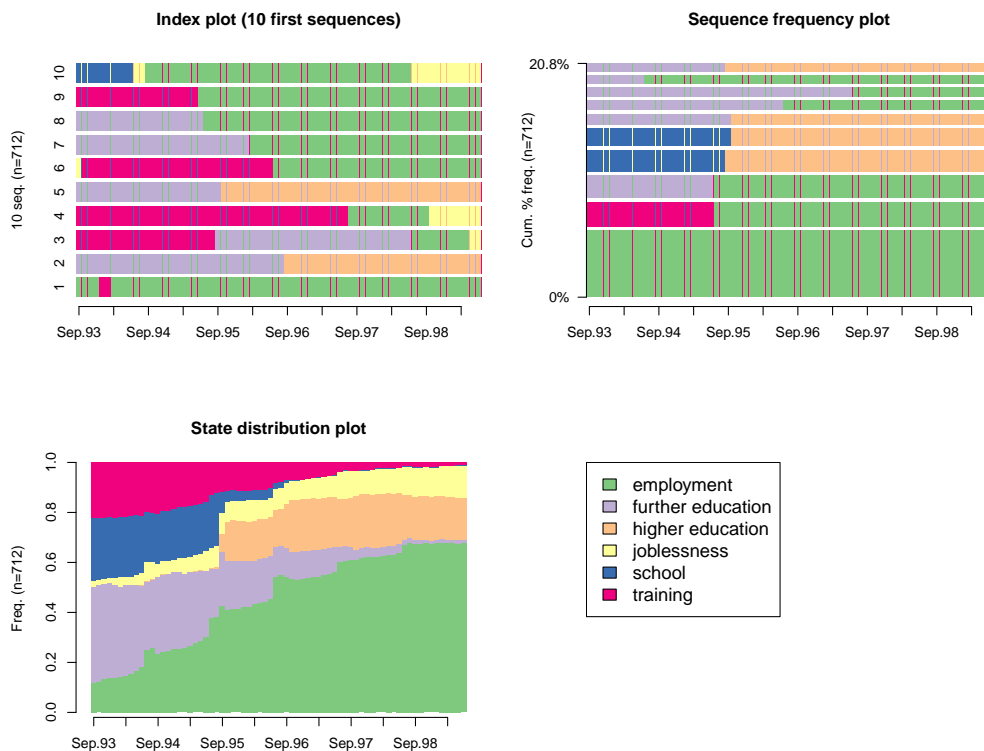 Index plot (10 first sequences)
10 seq. (n=712)
10
9
8
7
6
5
4
3
2
1
Sep.93 Sep.94 Sep.95 Sep.96 Sep.97 Sep.98
Sequence frequency plot
Cum. % freq. (n=712)
20.8%
0%
Sep.93 Sep.94 Sep.95 Sep.96 Sep.97 Sep.98
State distribution plot
Freq. (n=712)
1.0
0.8
0.6
0.4
0.2
0.0
Sep.93 Sep.94 Sep.95 Sep.96 Sep.97 Sep.98
employment
further education
higher education
joblessness
school
training